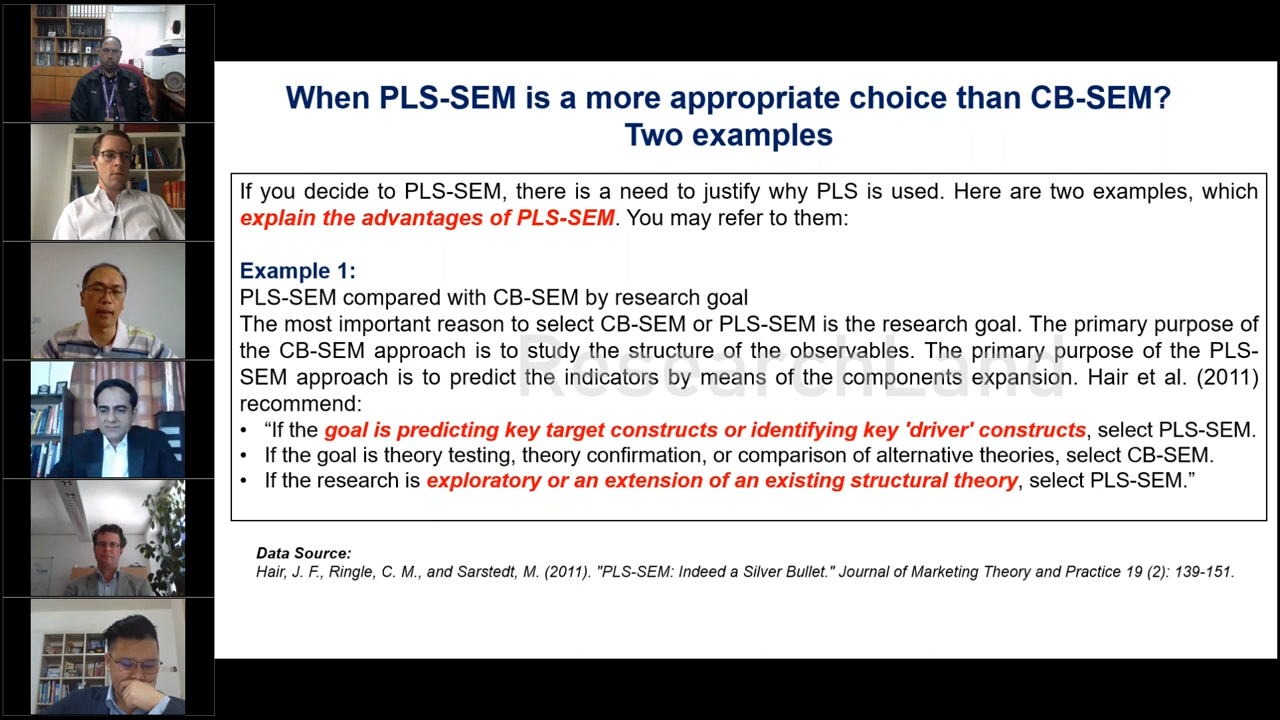 When PLS-SEM is a more appropriate choice than CB-SEM?
Two examples
If you decide to PLS-SEM, there is a need to justify why PLS is used. Here are two examples, which
explain the advantages of PLS-SEM. You may refer to them:
Example 1:
PLS-SEM compared with CB-SEM by research goal
The most important reason to select CB-SEM or PLS-SEM is the research goal. The primary purpose of
the CB-SEM approach is to study the structure of the observables. The primary purpose of the PLS-
SEM approach is to predict the indicators by means of the components expansion. Hair et al. (2011)
recommend:
• “If the goal is predicting key target constructs or identifying key 'driver' constructs, select PLS-SEM.
• If the goal is theory testing, theory confirmation, or comparison of alternative theories, select CB-SEM.
• If the research is exploratory or an extension of an existing structural theory, select PLS-SEM.”
ResearchLand
Data Source:
Hair, J. F., Ringle, C. M., and Sarstedt, M. (2011). "PLS-SEM: Indeed a Silver Bullet." Journal of Marketing Theory and Practice 19 (2): 139-151.